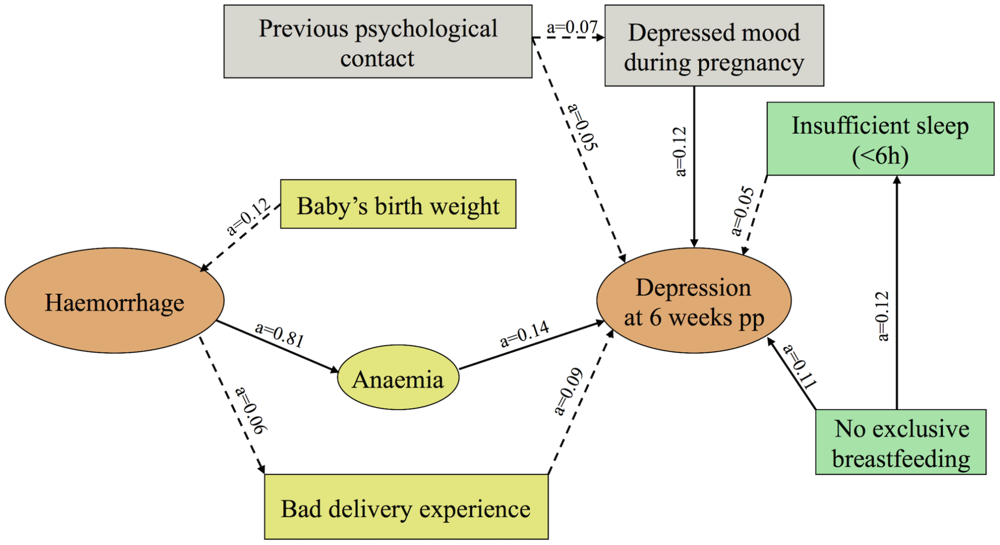 Previous psychological
contact
a=0.07
Depressed mood
during pregnancy
a=0.05
a=0.12
Insufficient sleep
(<6h)
a=0.05
a=0.12
Baby’s birth weight
a=0.12
Haemorrhage
a=0.81
Anaemia
a=0.14
Depression
at 6 weeks pp
a=0.11
No exclusive
breastfeeding
a=0.06
a=0.09
Bad delivery experience